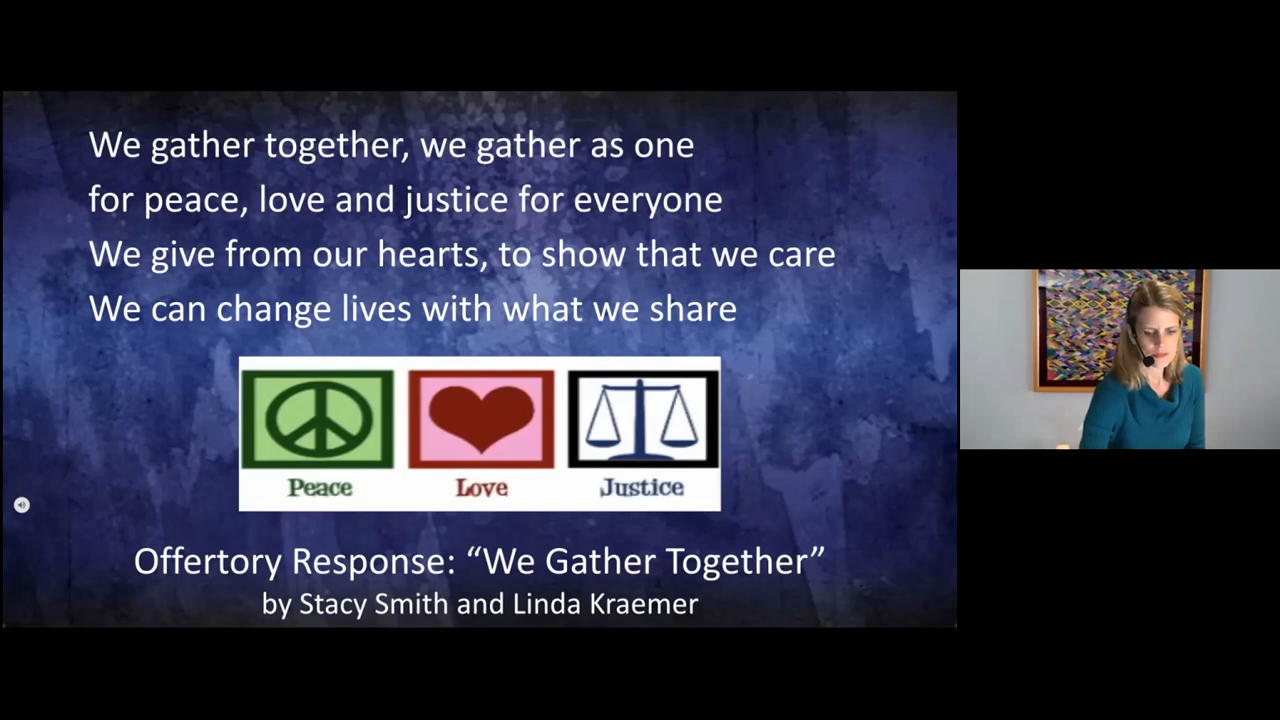 We gather together, we gather as one
for peace, love and justice for everyone
We give from our hearts, to show that we care
We can change lives with what we share
Peace Love Justice
Offertory Response: “We Gather Together”
by Stacy Smith and Linda Kraemer